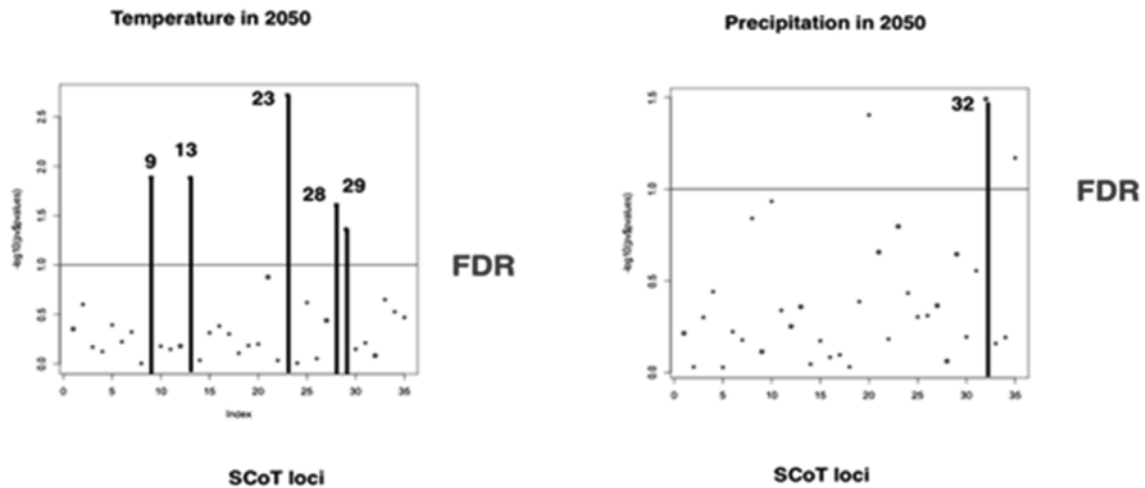 Temperature in 2050
-log10(pv$pvalues)
0.0 0.5 1.0 1.5 2.0 2.5
9
13
23
28
29
FDR
0 5 10 15 20 25 30 35
Index
SCoT loci
Precipitation in 2050
-log10(pv$pvalues)
0.0 0.5 1.0 1.5
32
FDR
0 5 10 15 20 25 30 35
SCoT loci